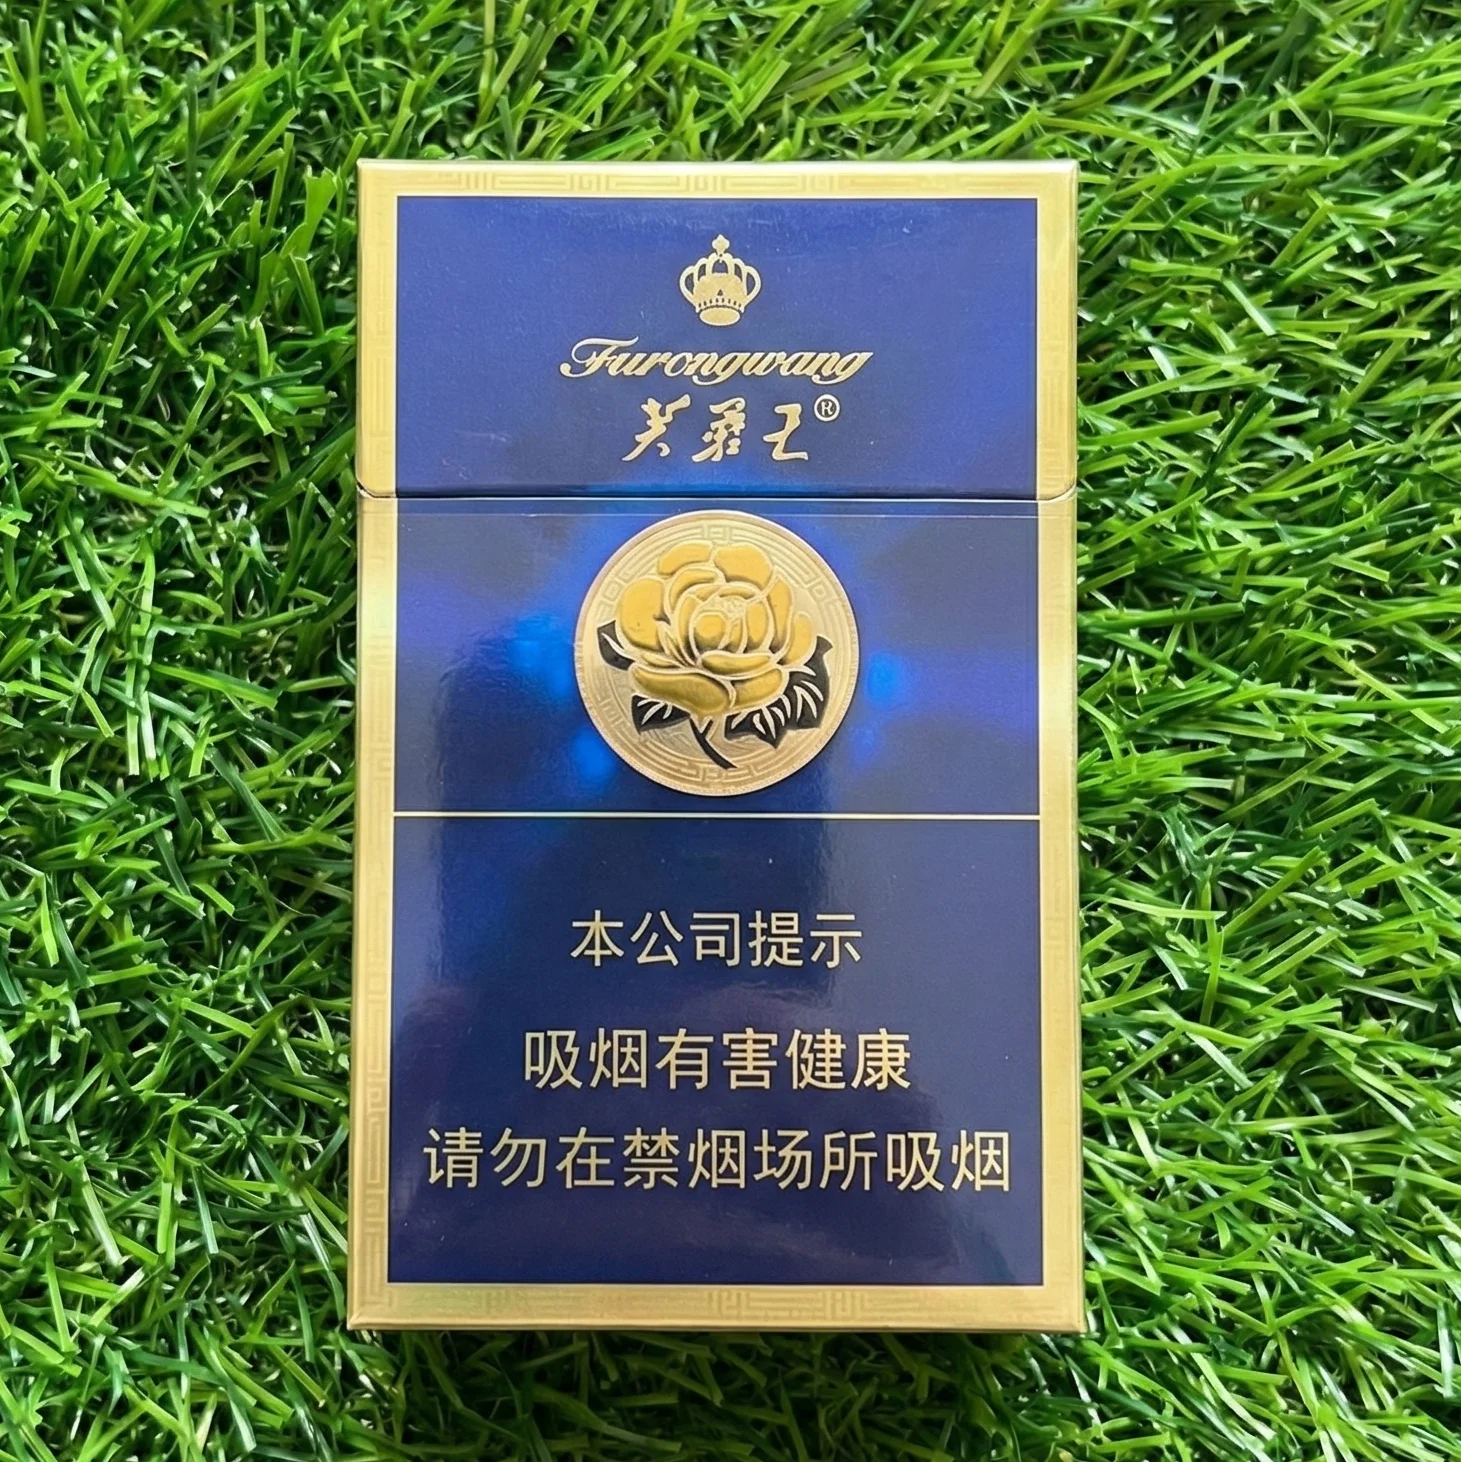 Furongwang
芙蓉王®
本公司提示
吸烟有害健康
请勿在禁烟场所吸烟